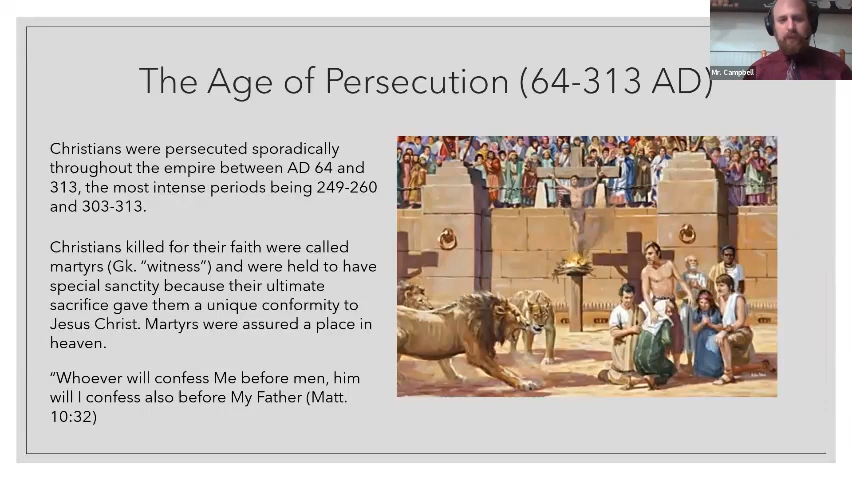 Mr. Campbell
The Age of Persecution (64-313 AD)
Christians were persecuted sporadically
throughout the empire between AD 64 and
313, the most intense periods being 249-260
and 303-313.
Christians killed for their faith were called
martyrs (Gk. “witness”) and were held to have
special sanctity because their ultimate
sacrifice gave them a unique conformity to
Jesus Christ. Martyrs were assured a place in
heaven.
“Whoever will confess Me before men, him
will I confess also before My Father (Matt.
10:32)